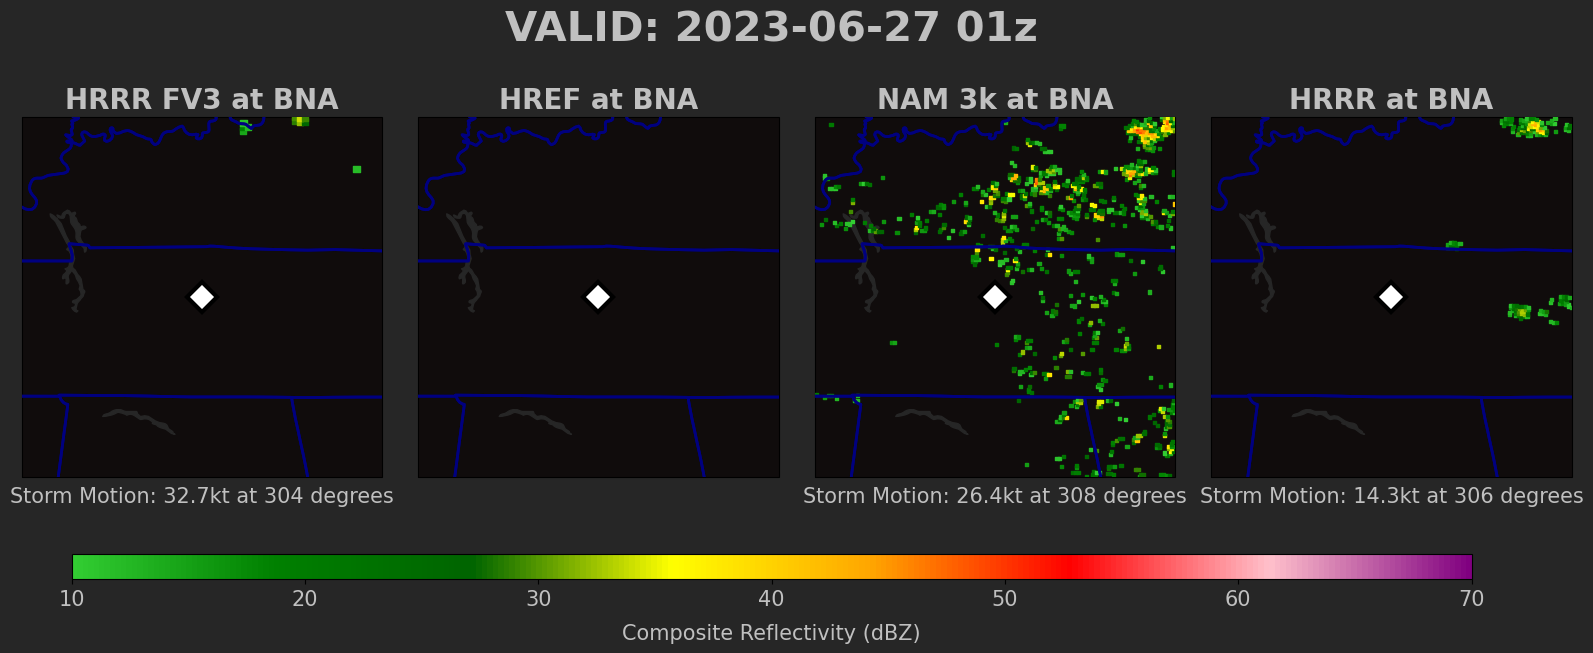 VALID: 2023-06-27 01z
HRRR FV3 at BNA
HREF at BNA
NAM 3k at BNA
HRRR at BNA
Storm Motion: 32.7kt at 304 degrees
Storm Motion: 26.4kt at 308 degrees
Storm Motion: 14.3kt at 306 degrees
10 20 30 40 50 60 70
Composite Reflectivity (dBZ)